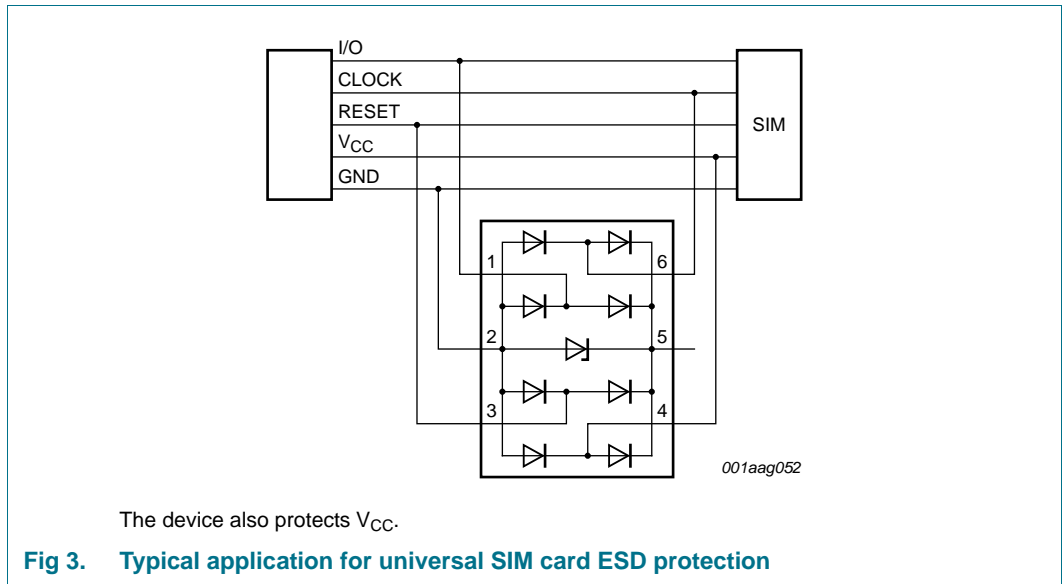 I/O
CLOCK
RESET
VCC
GND
SIM
1
6
2
5
3
4
001aag052
The device also protects VCC.
Fig 3. Typical application for universal SIM card ESD protection